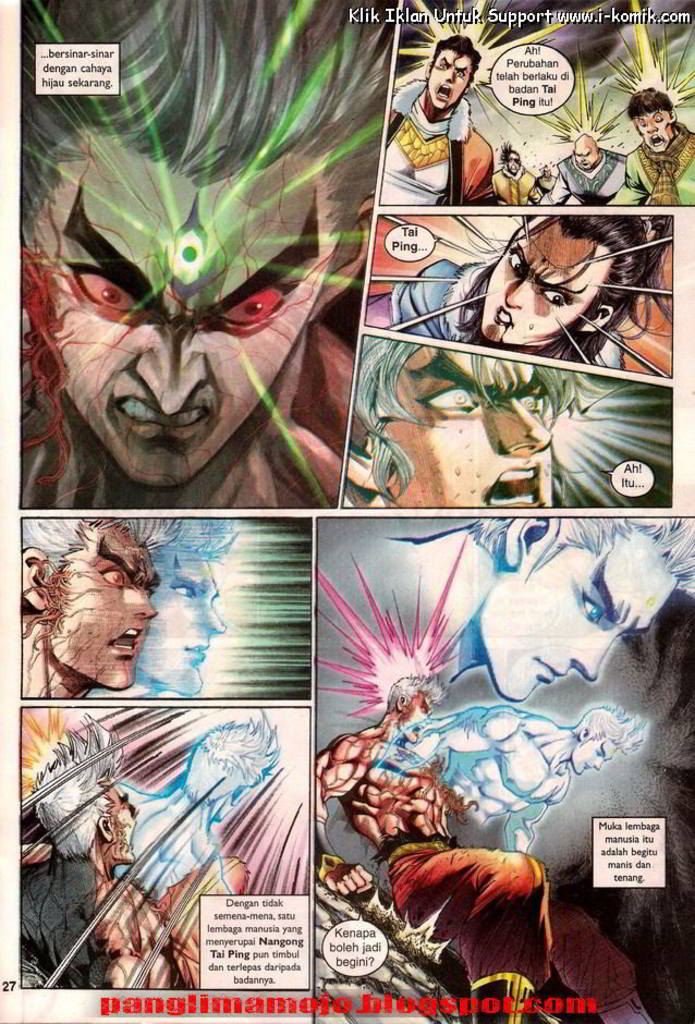 Klik Iklan Untuk Support www.i-komik.com
...bersinar-sinar
dengan cahaya
hijau sekarang.
Ah!
Perubahan
telah berlaku di
badan Tai
Ping itu!
Tai
Ping...
Ah!
Itu...
Dengan tidak
semena-mena, satu
lembaga manusia yang
menyerupai Nangong
Tai Ping pun timbul
dan terlepas daripada
badannya.
Muka lembaga
manusia itu
adalah begitu
manis dan
tenang.
Kenapa
boleh jadi
begini?
27
panglimamojo.blogspot.com